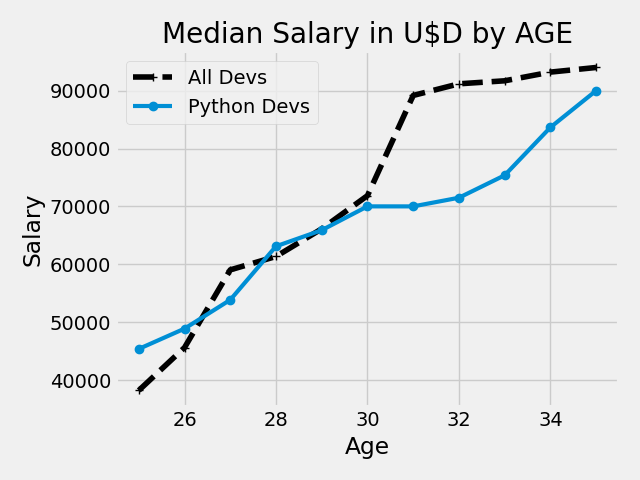 Median Salary in U$D by AGE
All Devs
Python Devs
90000
80000
70000
60000
50000
40000
Salary
26 28 30 32 34
Age